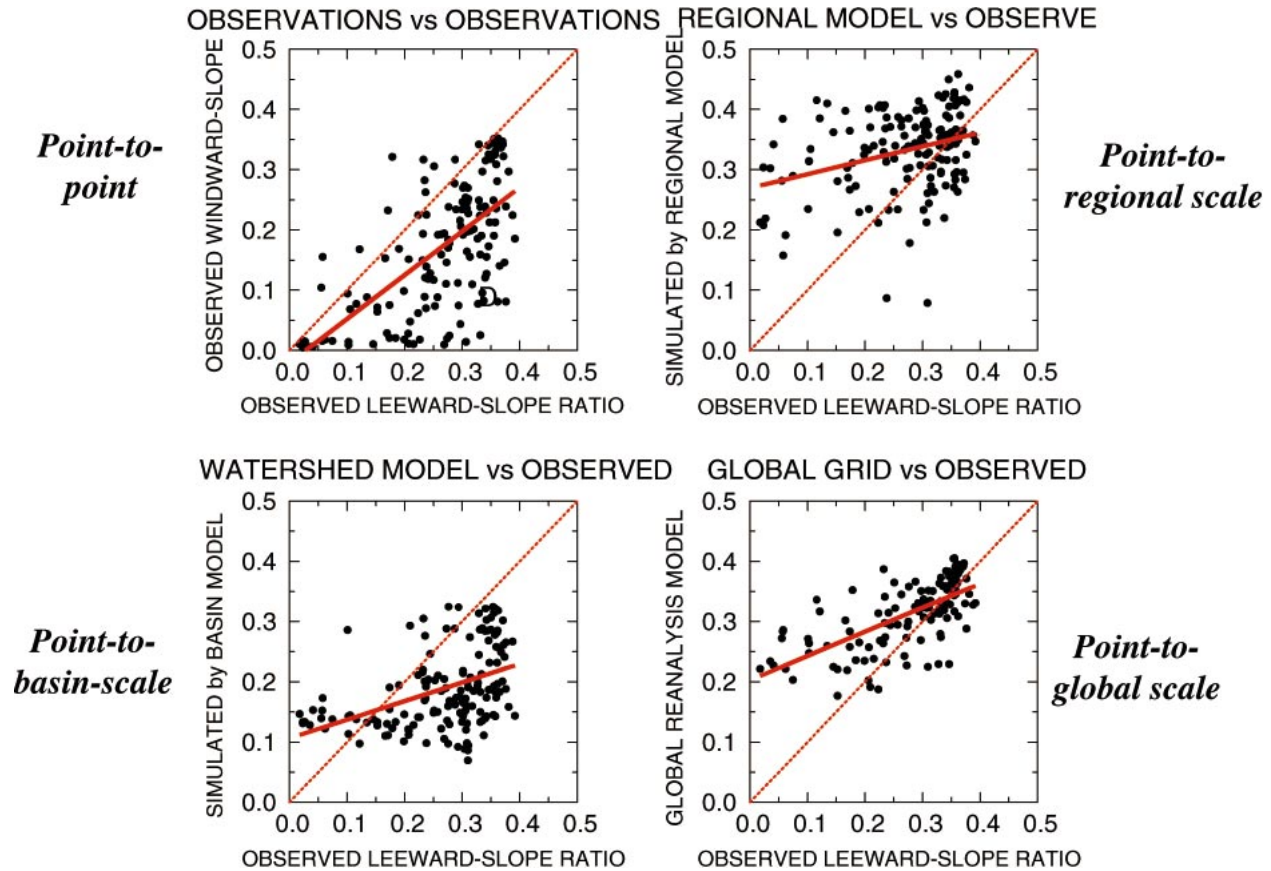 OBSERVATIONS vs OBSERVATIONS
OBSERVED WINDWARD-SLOPE
0.5
0.4
0.3
0.2
0.1
0.0
D
0.0 0.1 0.2 0.3 0.4 0.5
OBSERVED LEEWARD-SLOPE RATIO
Point-to-
point
REGIONAL MODEL vs OBSERVE
SIMULATED by REGIONAL MODEL
0.5
0.4
0.3
0.2
0.1
0.0
0.0 0.1 0.2 0.3 0.4 0.5
OBSERVED LEEWARD-SLOPE RATIO
Point-to-
regional scale
WATERSHED MODEL vs OBSERVED
SIMULATED by BASIN MODEL
0.5
0.4
0.3
0.2
0.1
0.0
0.0 0.1 0.2 0.3 0.4 0.5
OBSERVED LEEWARD-SLOPE RATIO
Point-to-
basin-scale
GLOBAL GRID vs OBSERVED
GLOBAL REANALYSIS MODEL
0.5
0.4
0.3
0.2
0.1
0.0
0.0 0.1 0.2 0.3 0.4 0.5
OBSERVED LEEWARD-SLOPE RATIO
Point-to-
global scale